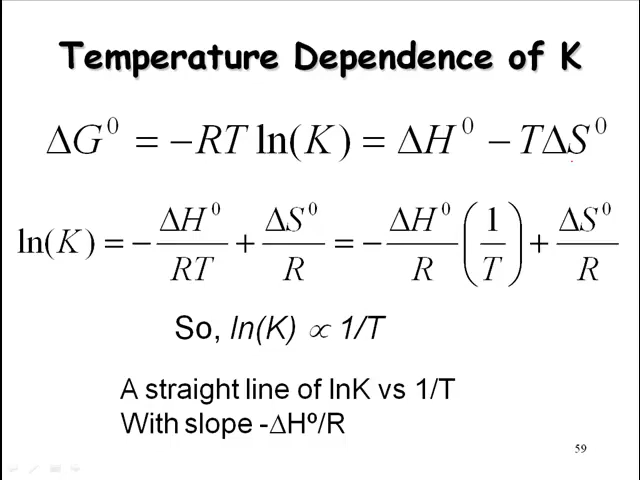 Temperature Dependence of K
ΔG⁰ = −RT ln(K) = ΔH⁰ − TΔS⁰
ln(K) = − ΔH⁰/RT + ΔS⁰/R = − ΔH⁰/R (1/T) + ΔS⁰/R
So, ln(K) ∝ 1/T
A straight line of lnK vs 1/T
With slope -ΔHº/R
59